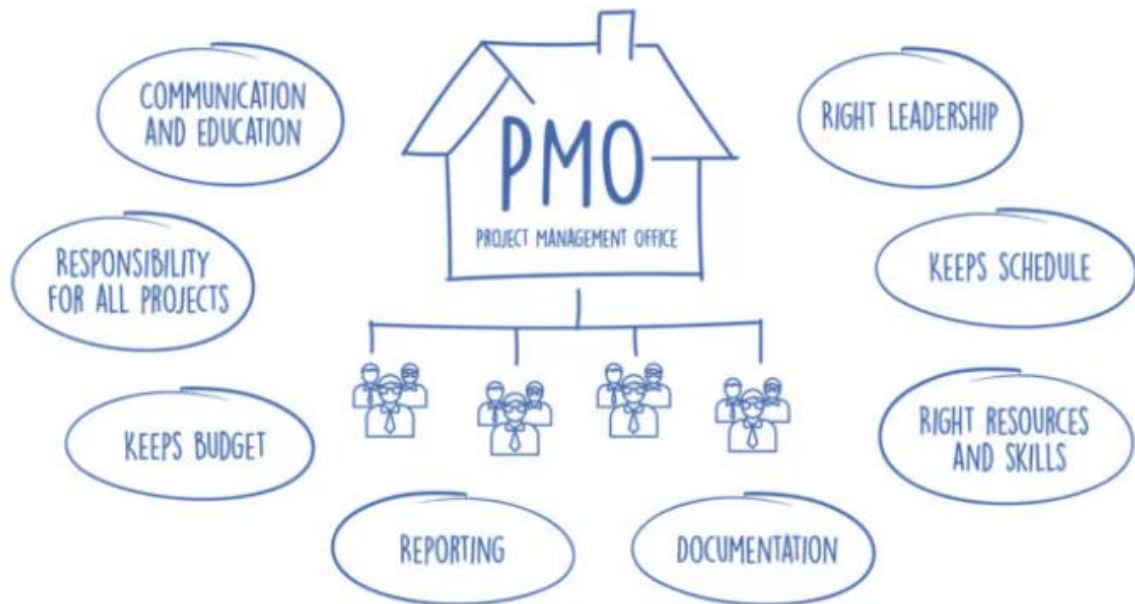 COMMUNICATION
AND EDUCATION
PMO
PROJECT MANAGEMENT OFFICE
RIGHT LEADERSHIP
RESPONSIBILITY
FOR ALL PROJECTS
KEEPS SCHEDULE
KEEPS BUDGET
RIGHT RESOURCES
AND SKILLS
REPORTING
DOCUMENTATION